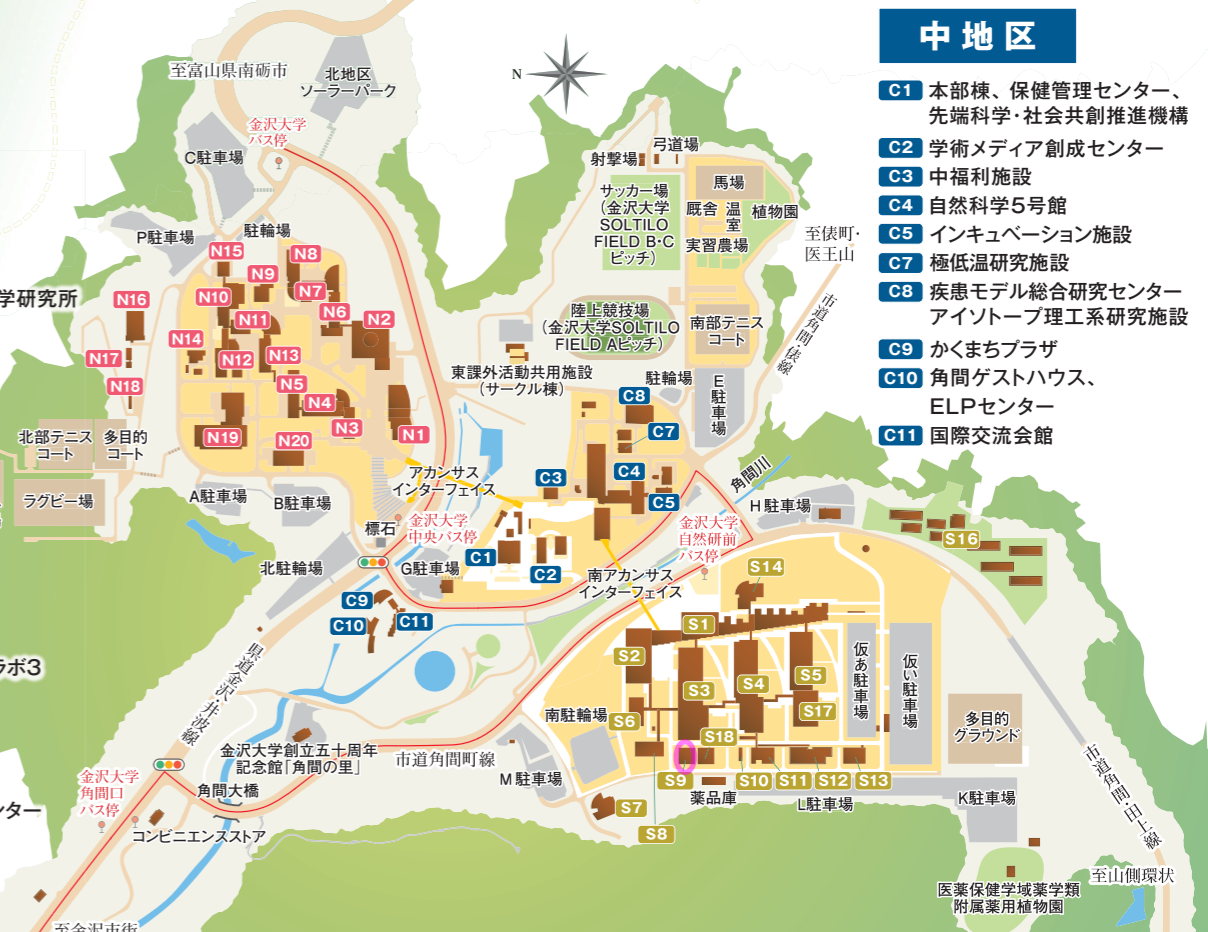 中地区
C1 本部棟、保健管理センター、
先端科学・社会共創推進機構
C2 学術メディア創成センター
C3 中福利施設
C4 自然科学5号館
C5 インキュベーション施設
C7 極低温研究施設
C8 疾患モデル総合研究センター
アイソトープ理工系研究施設
C9 かくまちプラザ
C10 角間ゲストハウス、
ELPセンター
C11 国際交流会館
至富山県南砺市
北地区
ソーラーパーク
N
金沢大学
バス停
C駐車場
P駐車場
駐輪場
射撃場
弓道場
馬場
サッカー場
(金沢大学
SOLTILO
FIELD B・C
ピッチ)
厩舎
温室
植物園
実習農場
至俵町・
医王山
市道角間・俵線
学研究所
N15
N8
N9
N7
N10
N16
N6
N2
N11
N14
N12
N13
N17
N18
N5
N4
N3
N1
N19
N20
陸上競技場
(金沢大学SOLTILO
FIELD Aピッチ)
南部テニス
コート
東課外活動共用施設
(サークル棟)
駐輪場
E駐車場
C8
C7
C4
C3
C5
北部テニス
コート
多目的
コート
ラグビー場
A駐車場
B駐車場
アカンサス
インターフェイス
標石
金沢大学
中央バス停
角間川
H駐車場
金沢大学
自然研前
バス停
S16
北駐輪場
G駐車場
C1
C2
南アカンサス
インターフェイス
S14
C9
C10
C11
S1
S2
S3
S4
S5
仮あ駐車場
仮い駐車場
県道金沢・井波線
ラボ3
南駐輪場
S6
S17
S18
多目的
グラウンド
金沢大学創立五十周年
記念館「角間の里」
市道角間町線
M駐車場
S9
S10
S11
S12
S13
薬品庫
L駐車場
K駐車場
S7
S8
金沢大学
角間口
バス停
角間大橋
コンビニエンスストア
ンター
市道角間・田上線
至山側環状
医薬保健学域薬学類
附属薬用植物園
至金沢市街